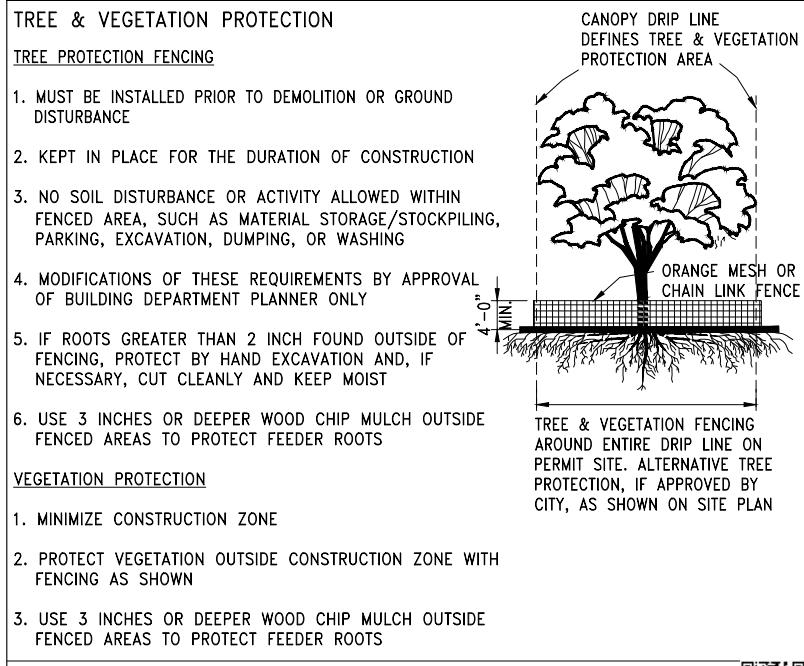 TREE & VEGETATION PROTECTION
TREE PROTECTION FENCING
1. MUST BE INSTALLED PRIOR TO DEMOLITION OR GROUND
DISTURBANCE
2. KEPT IN PLACE FOR THE DURATION OF CONSTRUCTION
3. NO SOIL DISTURBANCE OR ACTIVITY ALLOWED WITHIN
FENCED AREA, SUCH AS MATERIAL STORAGE/STOCKPILING,
PARKING, EXCAVATION, DUMPING, OR WASHING
4. MODIFICATIONS OF THESE REQUIREMENTS BY APPROVAL
OF BUILDING DEPARTMENT PLANNER ONLY
5. IF ROOTS GREATER THAN 2 INCH FOUND OUTSIDE OF
FENCING, PROTECT BY HAND EXCAVATION AND, IF
NECESSARY, CUT CLEANLY AND KEEP MOIST
6. USE 3 INCHES OR DEEPER WOOD CHIP MULCH OUTSIDE
FENCED AREAS TO PROTECT FEEDER ROOTS
VEGETATION PROTECTION
1. MINIMIZE CONSTRUCTION ZONE
2. PROTECT VEGETATION OUTSIDE CONSTRUCTION ZONE WITH
FENCING AS SHOWN
3. USE 3 INCHES OR DEEPER WOOD CHIP MULCH OUTSIDE
FENCED AREAS TO PROTECT FEEDER ROOTS
CANOPY DRIP LINE
DEFINES TREE & VEGETATION
PROTECTION AREA
ORANGE MESH OR
CHAIN LINK FENCE
4'-0"
MIN.
TREE & VEGETATION FENCING
AROUND ENTIRE DRIP LINE ON
PERMIT SITE. ALTERNATIVE TREE
PROTECTION, IF APPROVED BY
CITY, AS SHOWN ON SITE PLAN